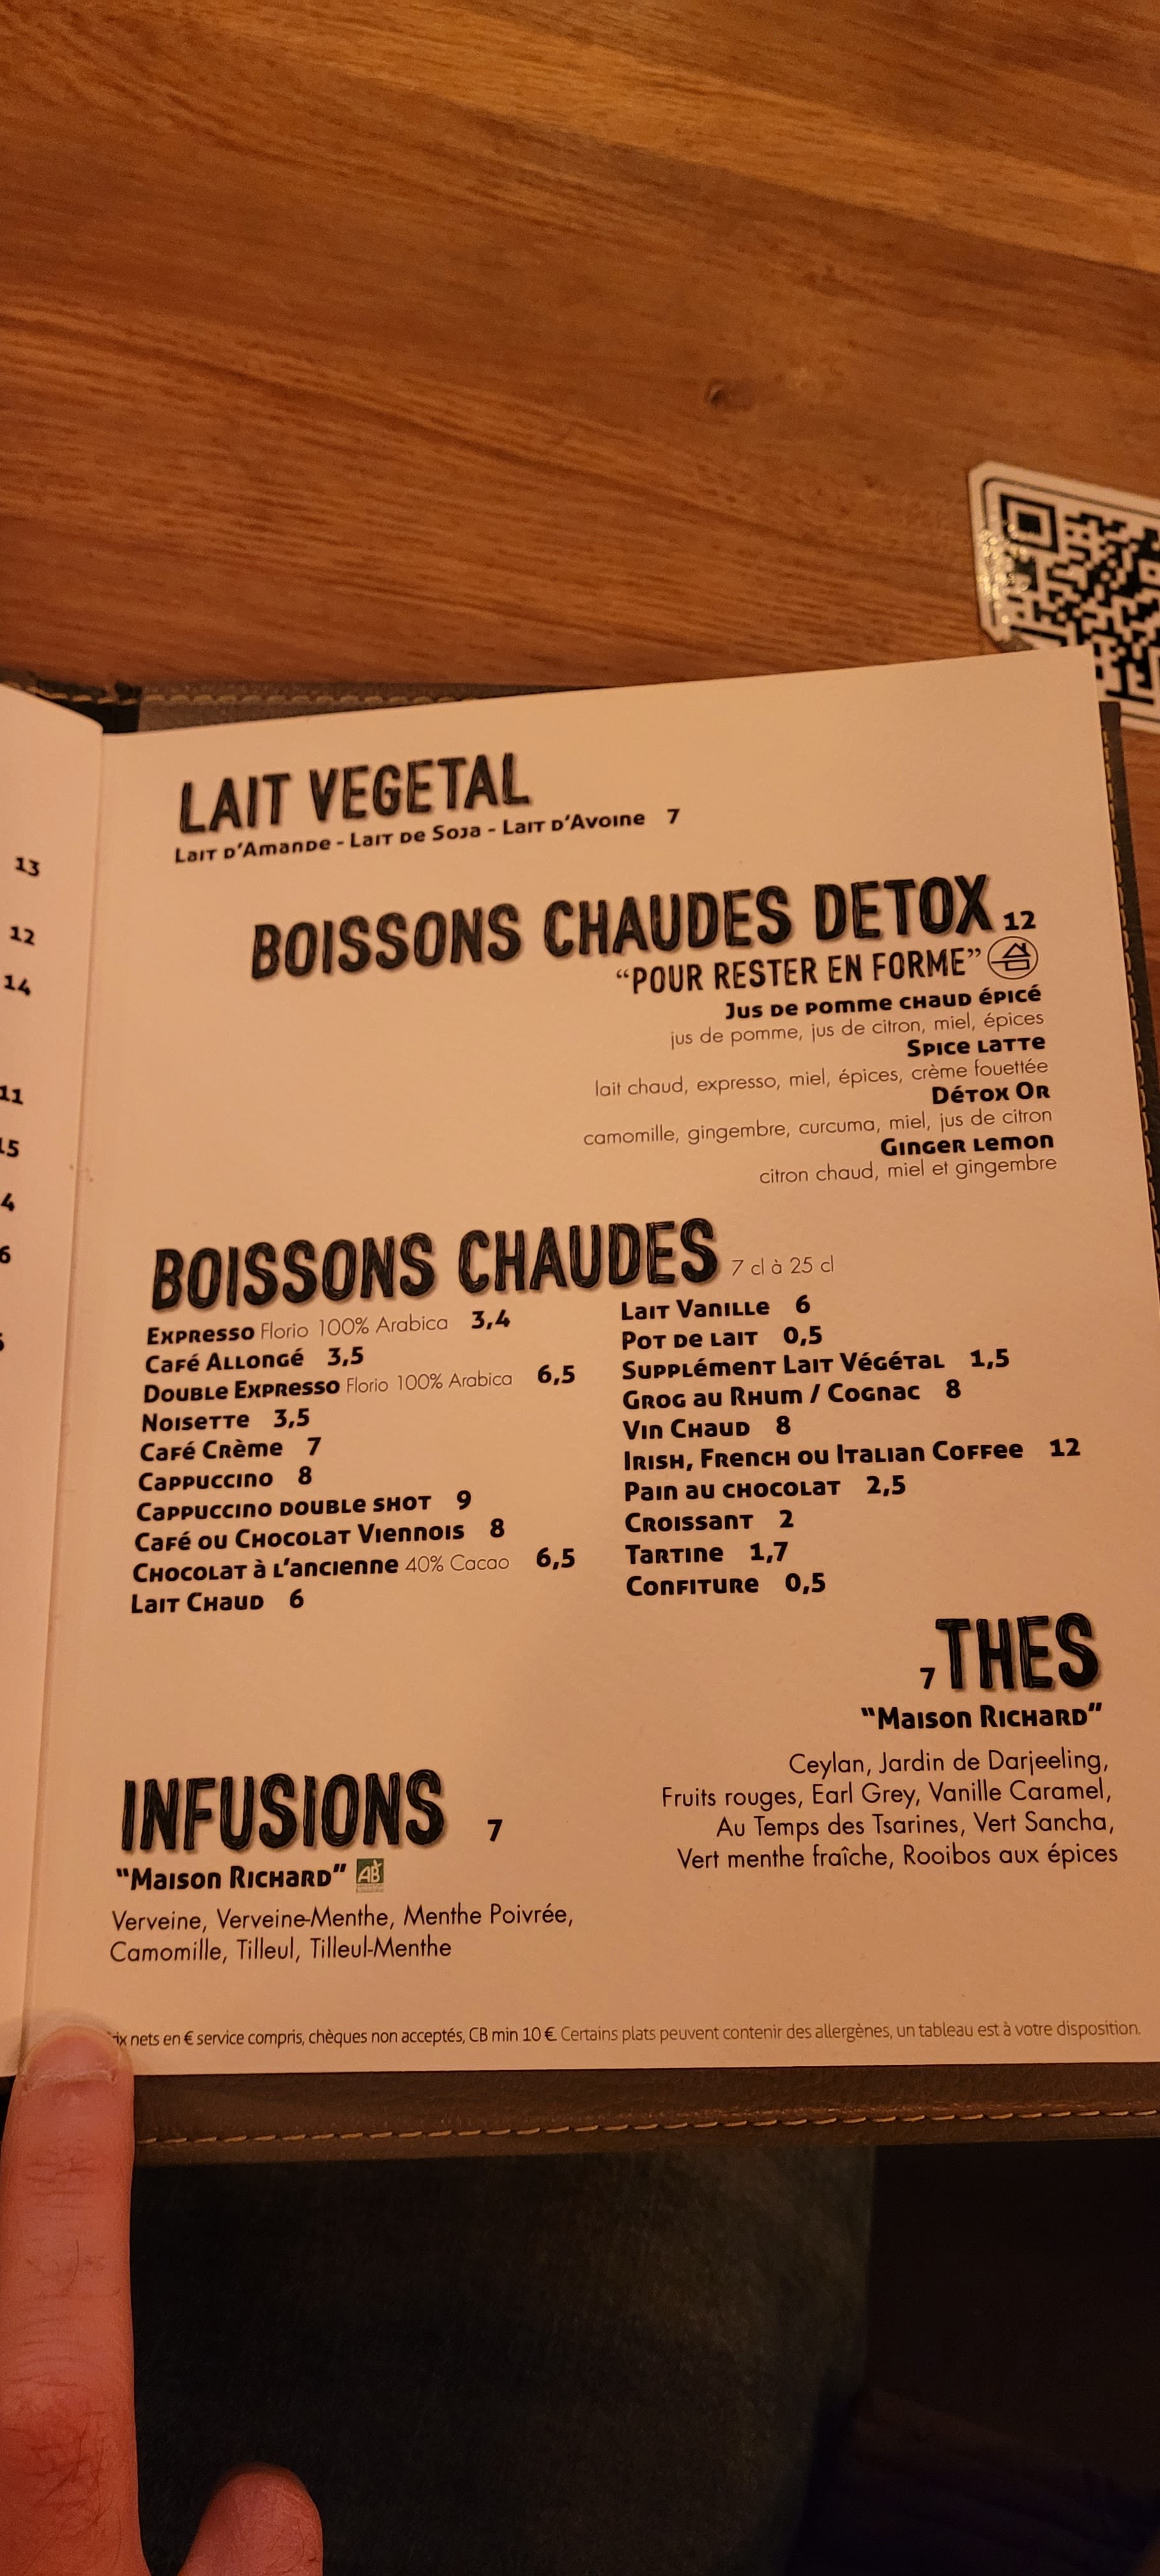 13
12
14
11
15
4
6
LAIT VEGETAL
Lait d'Amande - Lait de Soja - Lait d'Avoine 7
BOISSONS CHAUDES DETOX 12
“POUR RESTER EN FORME”
Jus de pomme chaud épicé
jus de pomme, jus de citron, miel, épices
Spice Latte
lait chaud, expresso, miel, épices, crème fouettée
Détox Or
camomille, gingembre, curcuma, miel, jus de citron
Ginger Lemon
citron chaud, miel et gingembre
BOISSONS CHAUDES 7 cl à 25 cl
Expresso Florio 100% Arabica 3,4
Café Allongé 3,5
Double Expresso Florio 100% Arabica 6,5
Noisette 3,5
Café Crème 7
Cappuccino 8
Cappuccino double shot 9
Café ou Chocolat Viennois 8
Chocolat à l'ancienne 40% Cacao 6,5
Lait Chaud 6
Lait Vanille 6
Pot de lait 0,5
Supplément Lait Végétal 1,5
Grog au Rhum / Cognac 8
Vin Chaud 8
Irish, French ou Italian Coffee 12
Pain au chocolat 2,5
Croissant 2
Tartine 1,7
Confiture 0,5
7 THES
“Maison Richard”
Ceylan, Jardin de Darjeeling,
Fruits rouges, Earl Grey, Vanille Caramel,
Au Temps des Tsarines, Vert Sancha,
Vert menthe fraîche, Rooibos aux épices
INFUSIONS 7
“Maison Richard” AB
Verveine, Verveine-Menthe, Menthe Poivrée,
Camomille, Tilleul, Tilleul-Menthe
nets en € service compris, chèques non acceptés, CB min 10 €. Certains plats peuvent contenir des allergènes, un tableau est à votre disposition.